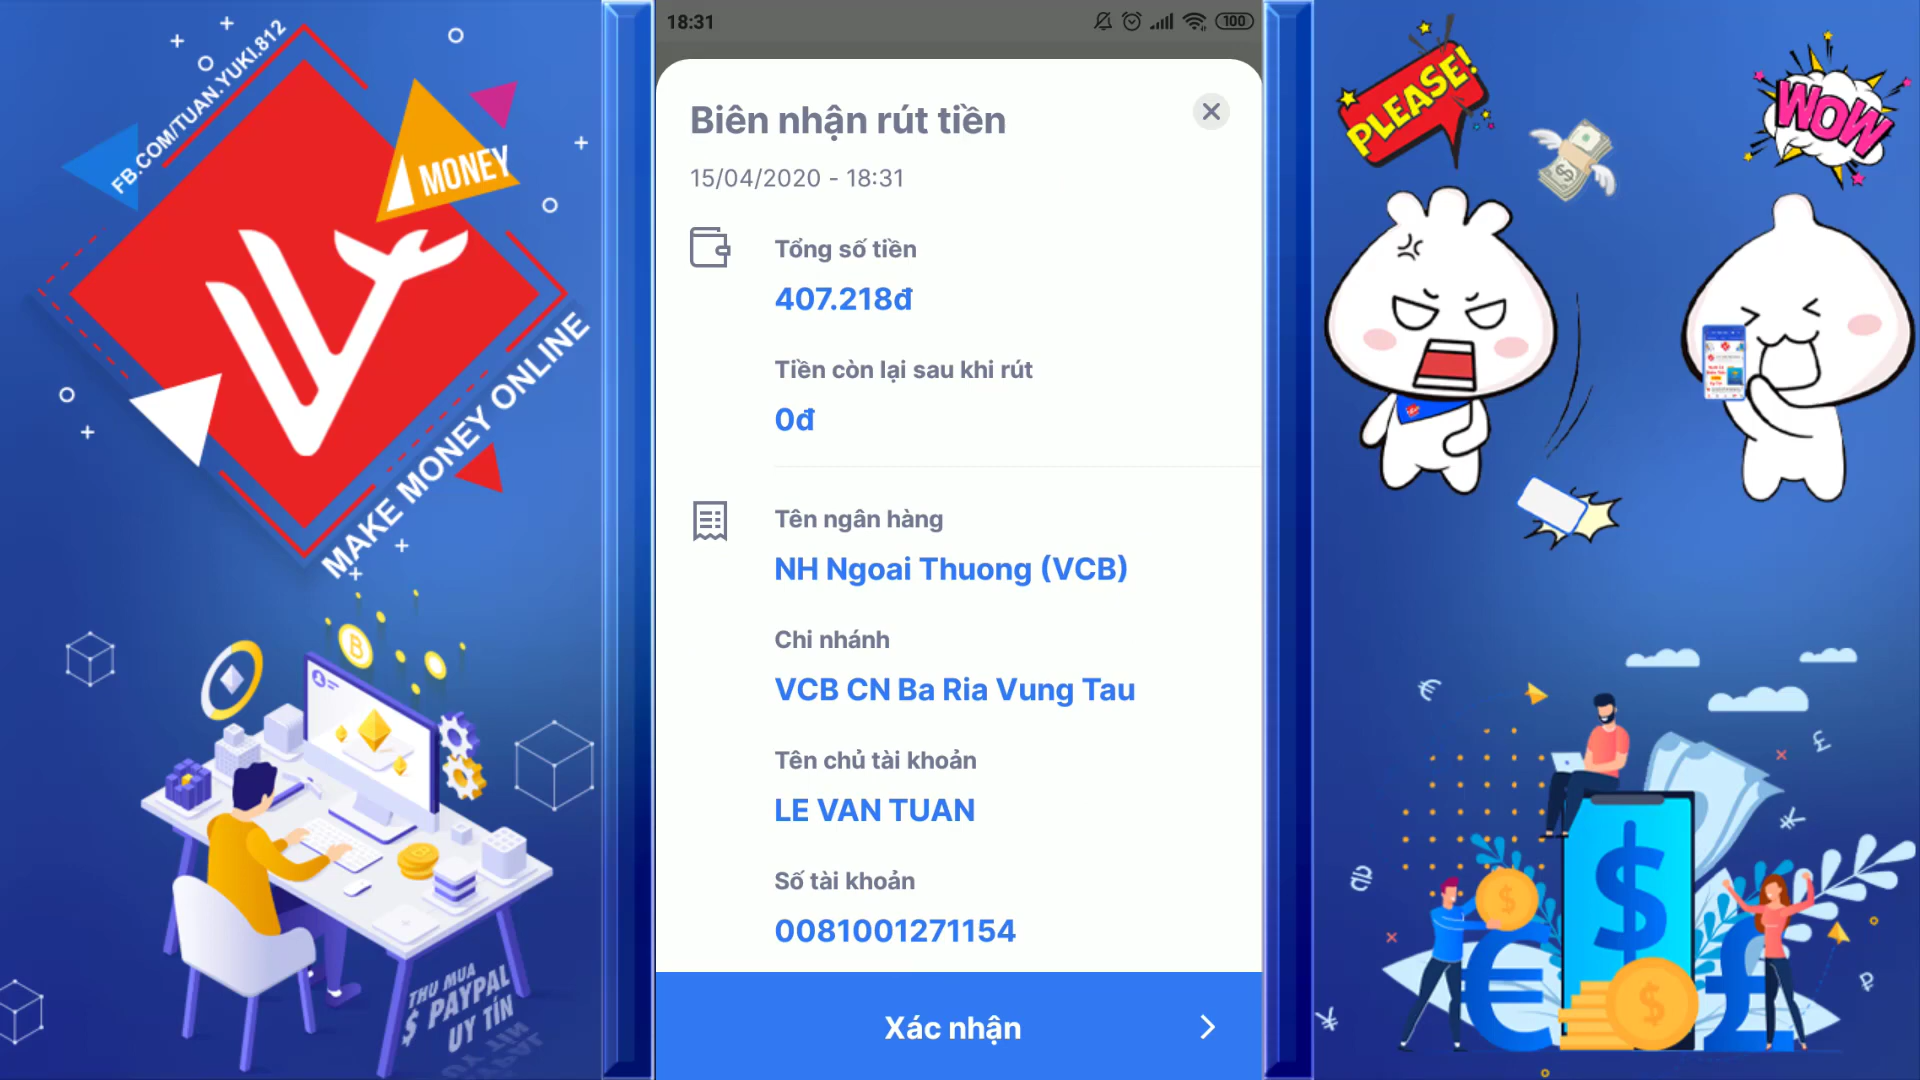 FB.COM/TUAN.YUKI.812
MONEY
MAKE MONEY ONLINE
THU MUA
$ PAYPAL
UY TÍN
18:31
100
Biên nhận rút tiền
15/04/2020 - 18:31
Tổng số tiền
407.218đ
Tiền còn lại sau khi rút
0đ
Tên ngân hàng
NH Ngoai Thuong (VCB)
Chi nhánh
VCB CN Ba Ria Vung Tau
Tên chủ tài khoản
LE VAN TUAN
Số tài khoản
0081001271154
Xác nhận
PLEASE!
WOW